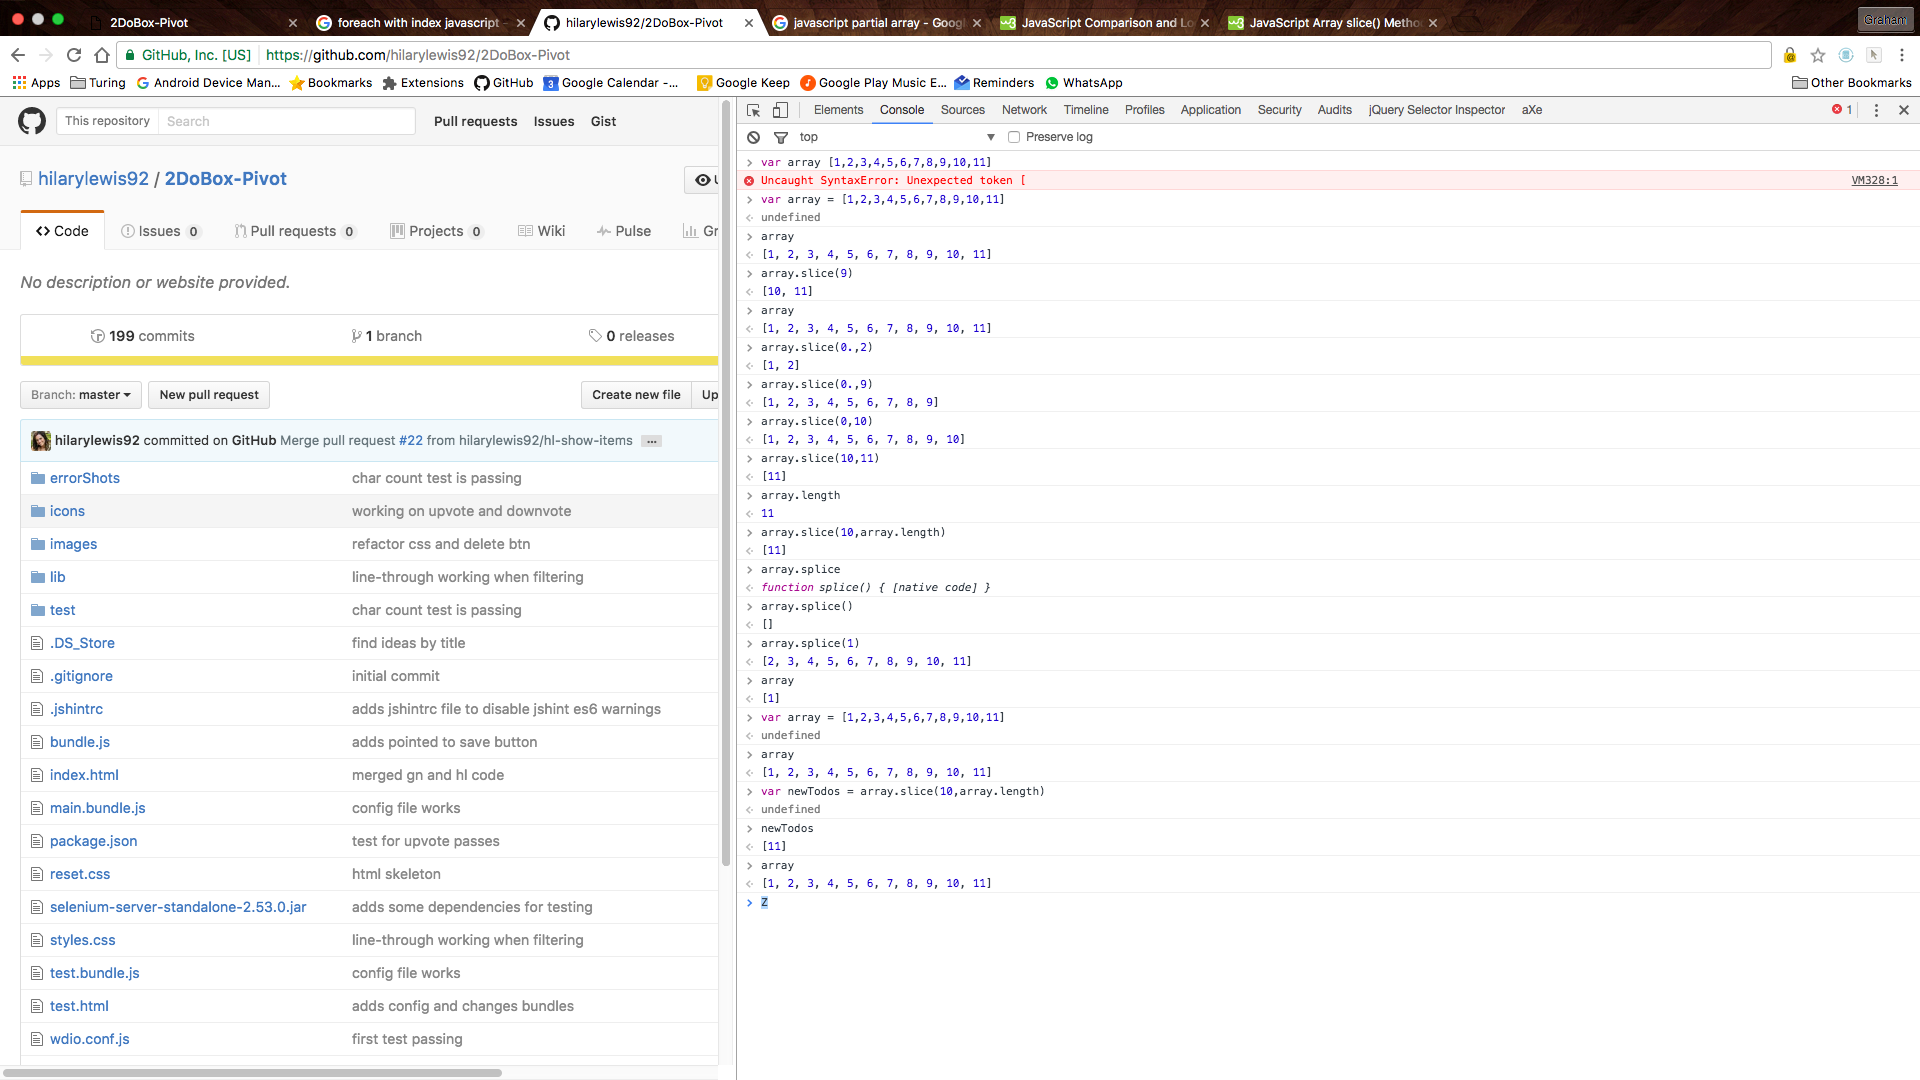 2DoBox-Pivot
foreach with index javascript -
hilarylewis92/2DoBox-Pivot
javascript partial array - Goog
JavaScript Comparison and Lo
JavaScript Array slice() Metho
Graham
GitHub, Inc. [US] https://github.com/hilarylewis92/2DoBox-Pivot
Apps Turing Android Device Man... Bookmarks Extensions GitHub 3 Google Calendar -... Google Keep Google Play Music E... Reminders WhatsApp Other Bookmarks
This repository Search Pull requests Issues Gist
hilarylewis92 / 2DoBox-Pivot
Code Issues 0 Pull requests 0 Projects 0 Wiki Pulse Gr
No description or website provided.
199 commits 1 branch 0 releases
Branch: master New pull request Create new file Up
hilarylewis92 committed on GitHub Merge pull request #22 from hilarylewis92/hl-show-items ...
errorShots char count test is passing
icons working on upvote and downvote
images refactor css and delete btn
lib line-through working when filtering
test char count test is passing
.DS_Store find ideas by title
.gitignore initial commit
.jshintrc adds jshintrc file to disable jshint es6 warnings
bundle.js adds pointed to save button
index.html merged gn and hl code
main.bundle.js config file works
package.json test for upvote passes
reset.css html skeleton
selenium-server-standalone-2.53.0.jar adds some dependencies for testing
styles.css line-through working when filtering
test.bundle.js config file works
test.html adds config and changes bundles
wdio.conf.js first test passing
Elements Console Sources Network Timeline Profiles Application Security Audits jQuery Selector Inspector aXe 1
top Preserve log
var array [1,2,3,4,5,6,7,8,9,10,11]
Uncaught SyntaxError: Unexpected token [ VM328:1
var array = [1,2,3,4,5,6,7,8,9,10,11]
undefined
array
[1, 2, 3, 4, 5, 6, 7, 8, 9, 10, 11]
array.slice(9)
[10, 11]
array
[1, 2, 3, 4, 5, 6, 7, 8, 9, 10, 11]
array.slice(0.,2)
[1, 2]
array.slice(0.,9)
[1, 2, 3, 4, 5, 6, 7, 8, 9]
array.slice(0,10)
[1, 2, 3, 4, 5, 6, 7, 8, 9, 10]
array.slice(10,11)
[11]
array.length
11
array.slice(10,array.length)
[11]
array.splice
function splice() { [native code] }
array.splice()
[]
array.splice(1)
[2, 3, 4, 5, 6, 7, 8, 9, 10, 11]
array
[1]
var array = [1,2,3,4,5,6,7,8,9,10,11]
undefined
array
[1, 2, 3, 4, 5, 6, 7, 8, 9, 10, 11]
var newTodos = array.slice(10,array.length)
undefined
newTodos
[11]
array
[1, 2, 3, 4, 5, 6, 7, 8, 9, 10, 11]
Z